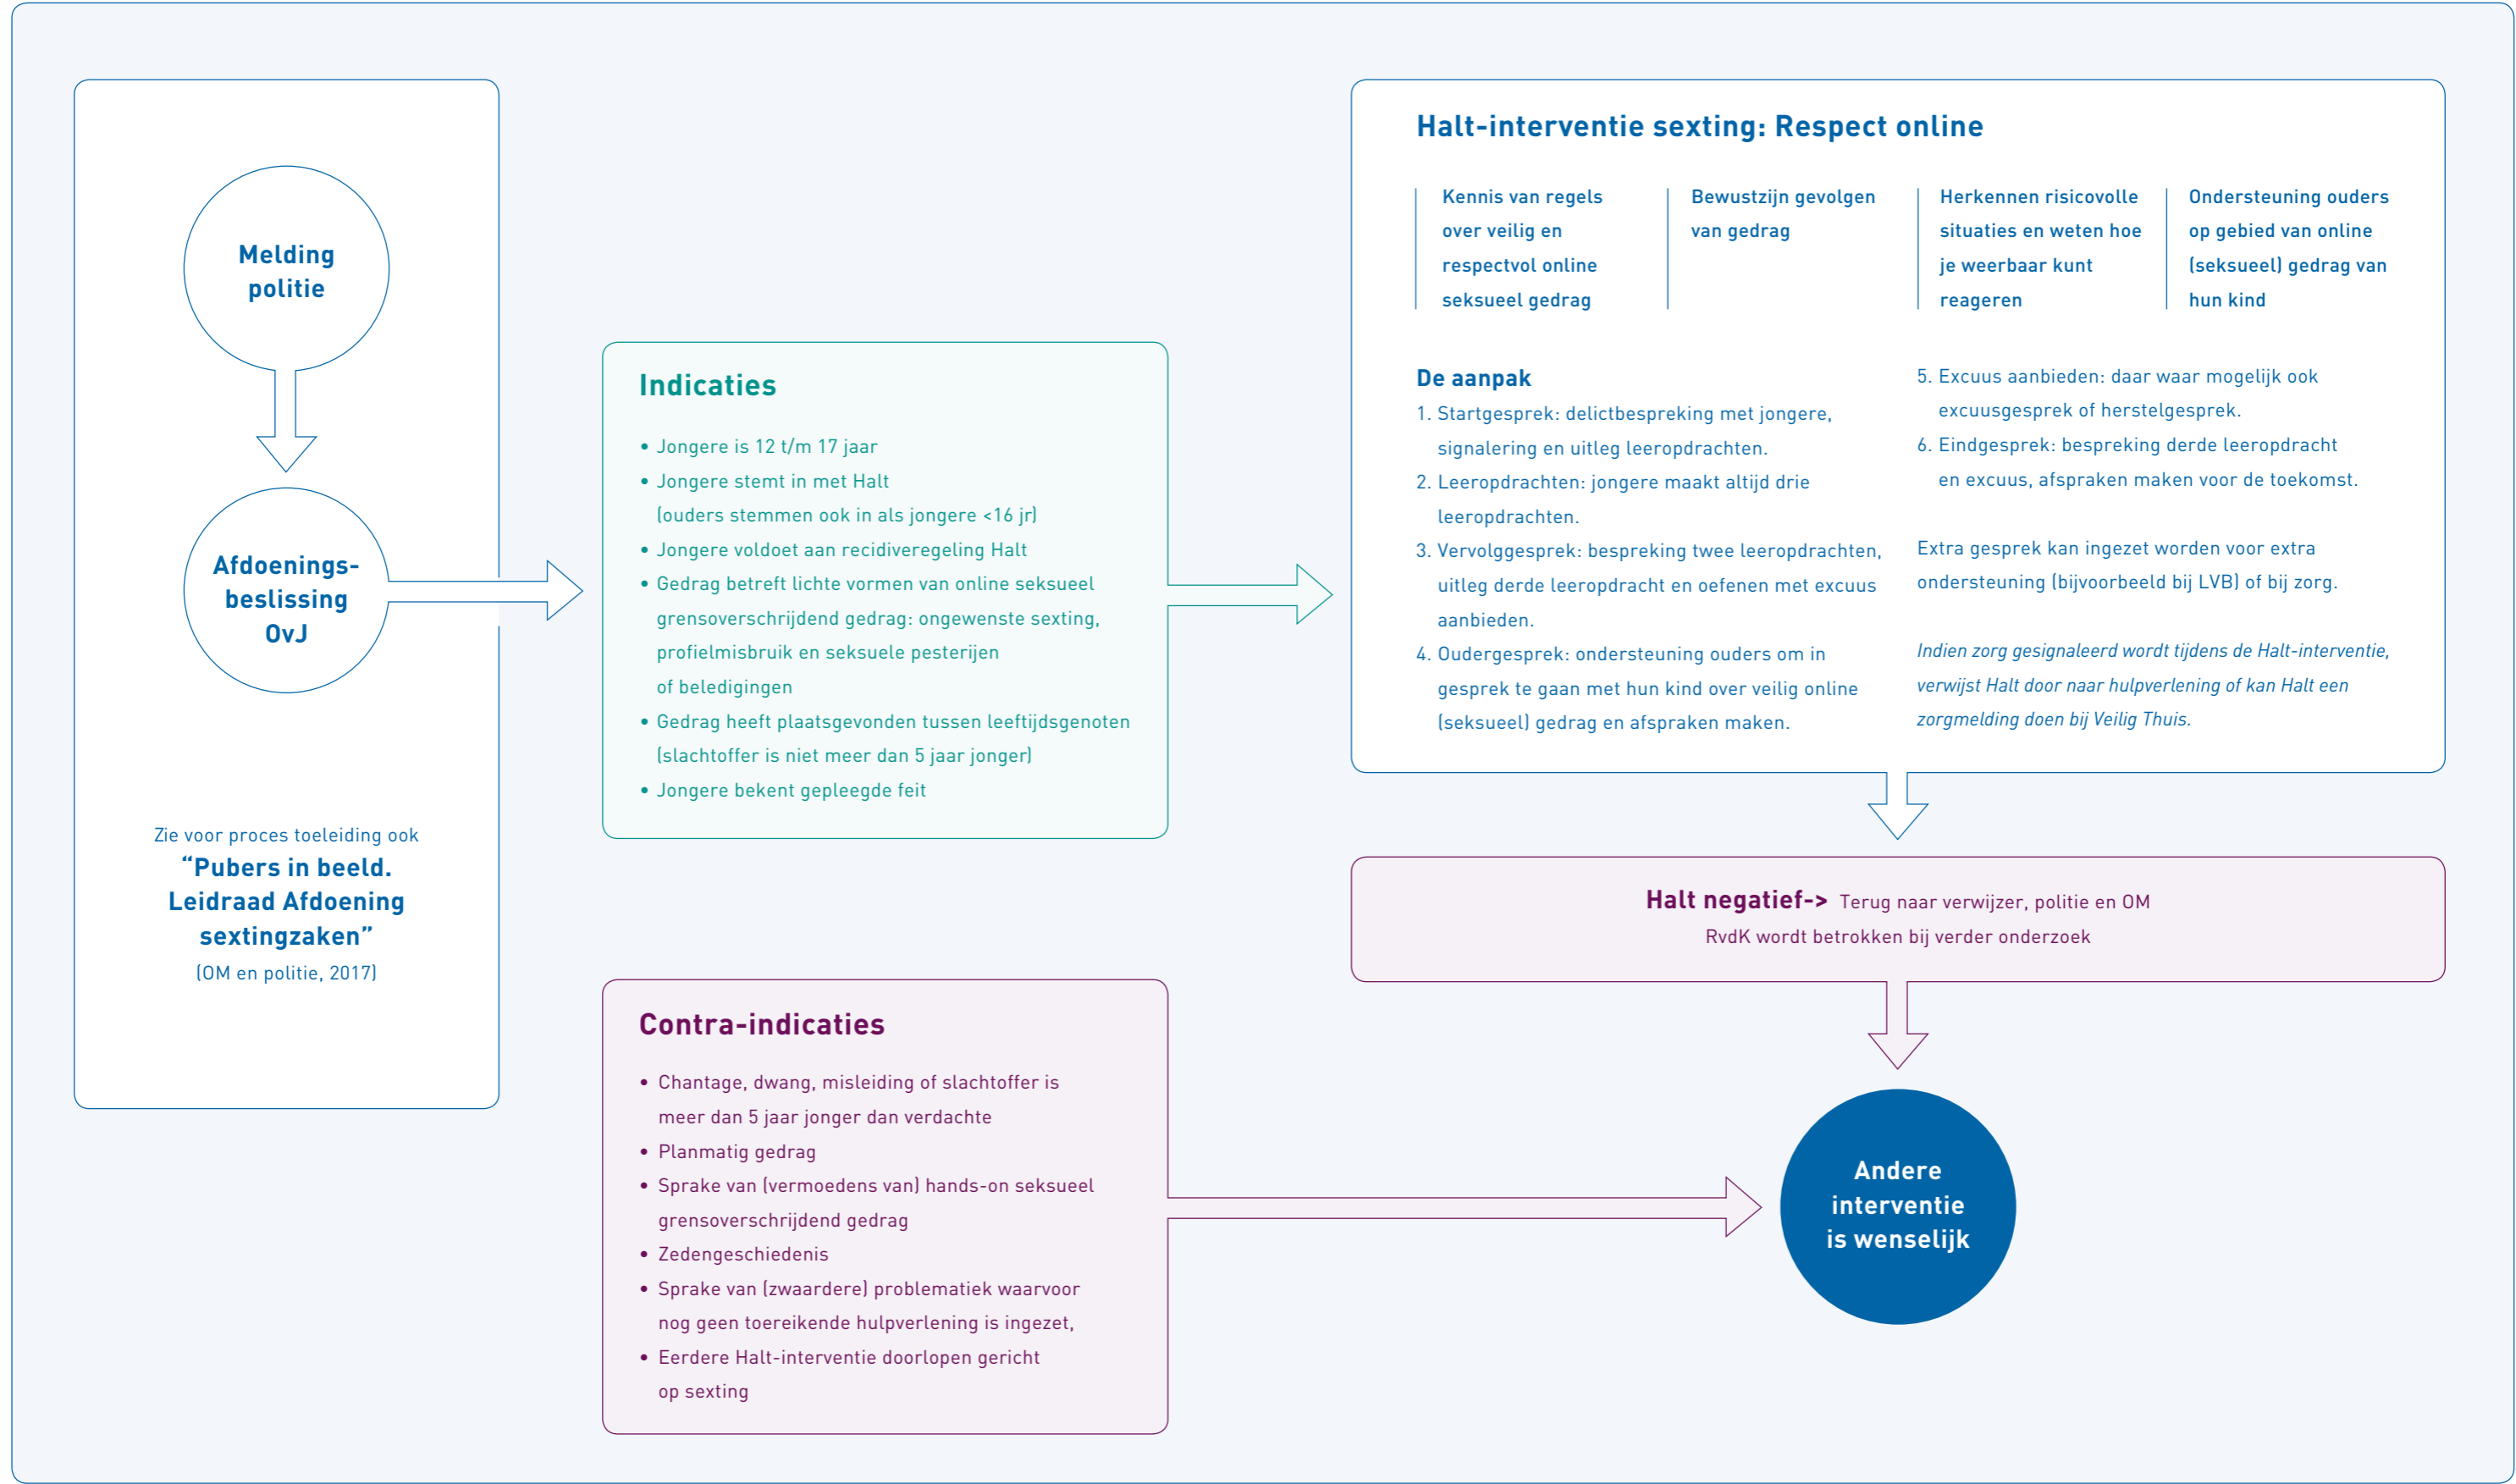 Melding
politie
Afdoenings-
beslissing
OvJ
Zie voor proces toeleiding ook
“Pubers in beeld.
Leidraad Afdoening
sextingzaken”
(OM en politie, 2017)
Indicaties
• Jongere is 12 t/m 17 jaar
• Jongere stemt in met Halt
(ouders stemmen ook in als jongere <16 jr)
• Jongere voldoet aan recidiveregeling Halt
• Gedrag betreft lichte vormen van online seksueel
grensoverschrijdend gedrag: ongewenste sexting,
profielmisbruik en seksuele pesterijen
of beledigingen
• Gedrag heeft plaatsgevonden tussen leeftijdsgenoten
(slachtoffer is niet meer dan 5 jaar jonger)
• Jongere bekent gepleegde feit
Contra-indicaties
• Chantage, dwang, misleiding of slachtoffer is
meer dan 5 jaar jonger dan verdachte
• Planmatig gedrag
• Sprake van (vermoedens van) hands-on seksueel
grensoverschrijdend gedrag
• Zedengeschiedenis
• Sprake van (zwaardere) problematiek waarvoor
nog geen toereikende hulpverlening is ingezet,
• Eerdere Halt-interventie doorlopen gericht
op sexting
Halt-interventie sexting: Respect online
Kennis van regels
over veilig en
respectvol online
seksueel gedrag
Bewustzijn gevolgen
van gedrag
Herkennen risicovolle
situaties en weten hoe
je weerbaar kunt
reageren
Ondersteuning ouders
op gebied van online
(seksueel) gedrag van
hun kind
De aanpak
1. Startgesprek: delictbespreking met jongere,
signalering en uitleg leeropdrachten.
2. Leeropdrachten: jongere maakt altijd drie
leeropdrachten.
3. Vervolggesprek: bespreking twee leeropdrachten,
uitleg derde leeropdracht en oefenen met excuus
aanbieden.
4. Oudergesprek: ondersteuning ouders om in
gesprek te gaan met hun kind over veilig online
(seksueel) gedrag en afspraken maken.
5. Excuus aanbieden: daar waar mogelijk ook
excuusgesprek of herstelgesprek.
6. Eindgesprek: bespreking derde leeropdracht
en excuus, afspraken maken voor de toekomst.
Extra gesprek kan ingezet worden voor extra
ondersteuning (bijvoorbeeld bij LVB) of bij zorg.
Indien zorg gesignaleerd wordt tijdens de Halt-interventie,
verwijst Halt door naar hulpverlening of kan Halt een
zorgmelding doen bij Veilig Thuis.
Halt negatief-> Terug naar verwijzer, politie en OM
RvdK wordt betrokken bij verder onderzoek
Andere
interventie
is wenselijk